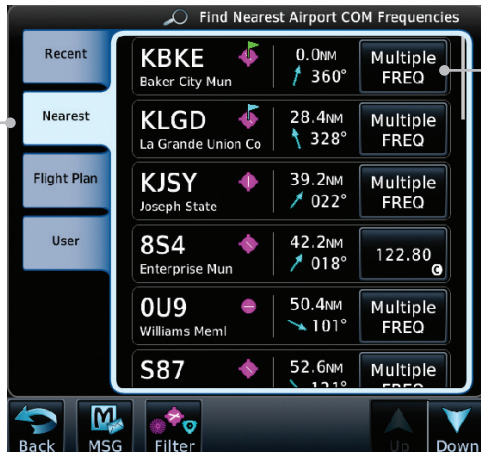 Find Nearest Airport COM Frequencies
Recent
Nearest
Flight Plan
User
KBKE
0.0NM
Multiple
Baker City Mun
360°
FREQ
KLGD
28.4NM
Multiple
La Grande Union Co
328°
FREQ
KJSY
39.2NM
Multiple
Joseph State
022°
FREQ
8S4
42.2NM
122.80
Enterprise Mun
018°
C
0U9
50.4NM
Multiple
Williams Meml
101°
FREQ
S87
52.6NM
Multiple
FREQ
Back
MSG
Filter
Up
Down